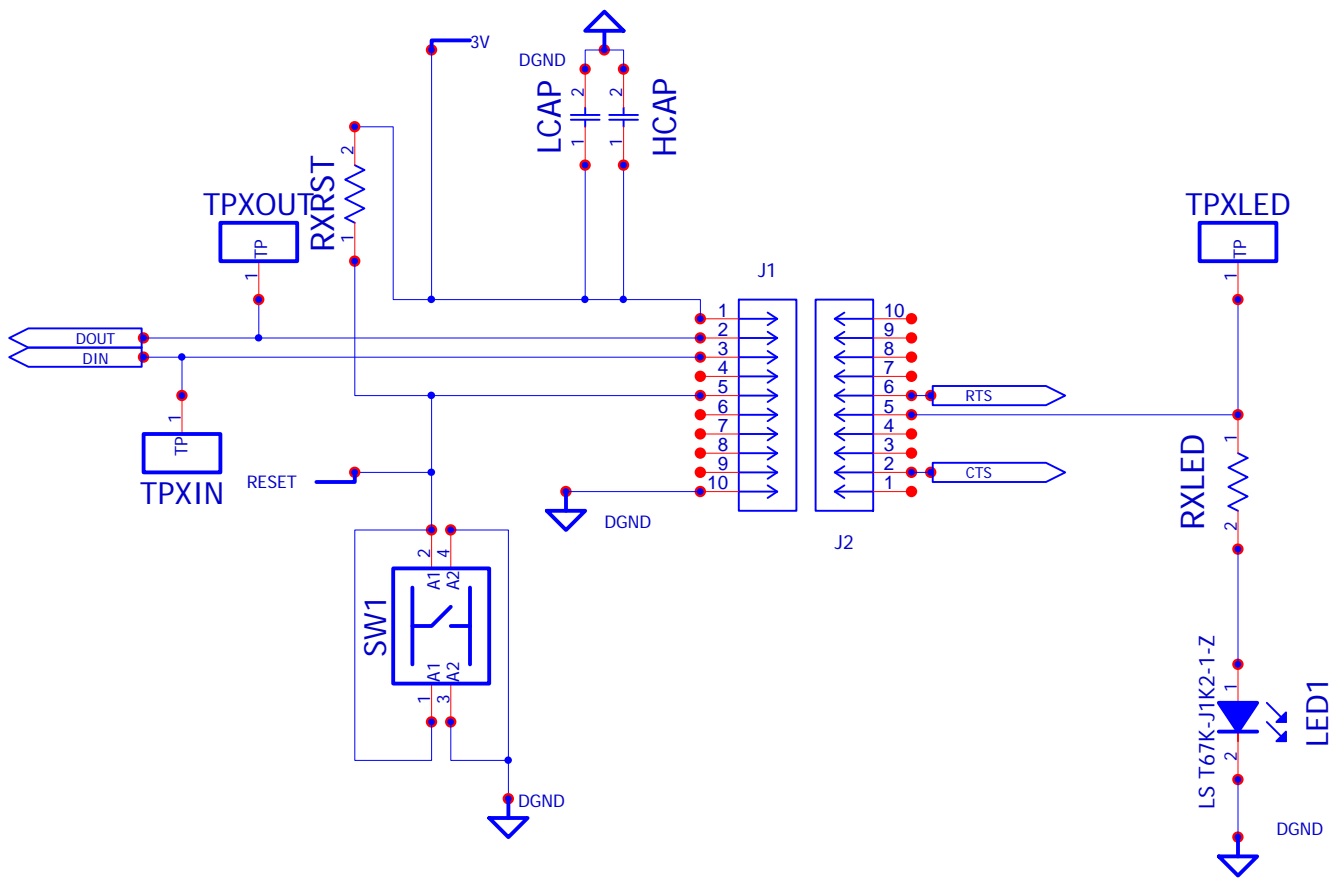 3V
DGND
2
2
LCAP
HCAP
1
1
2
RXRST
1
TPXOUT
TP
1
TPXLED
TP
1
J1
DOUT
DIN
1
2
3
4
5
6
7
8
9
10
10
9
8
7
6
5
4
3
2
1
RTS
CTS
1
TP
TPXIN
RESET
DGND
J2
1
RXLED
2
2
4
A1
A2
SW1
A1
A2
1
3
DGND
LS T67K-J1K2-1-Z
1
LED1
2
DGND